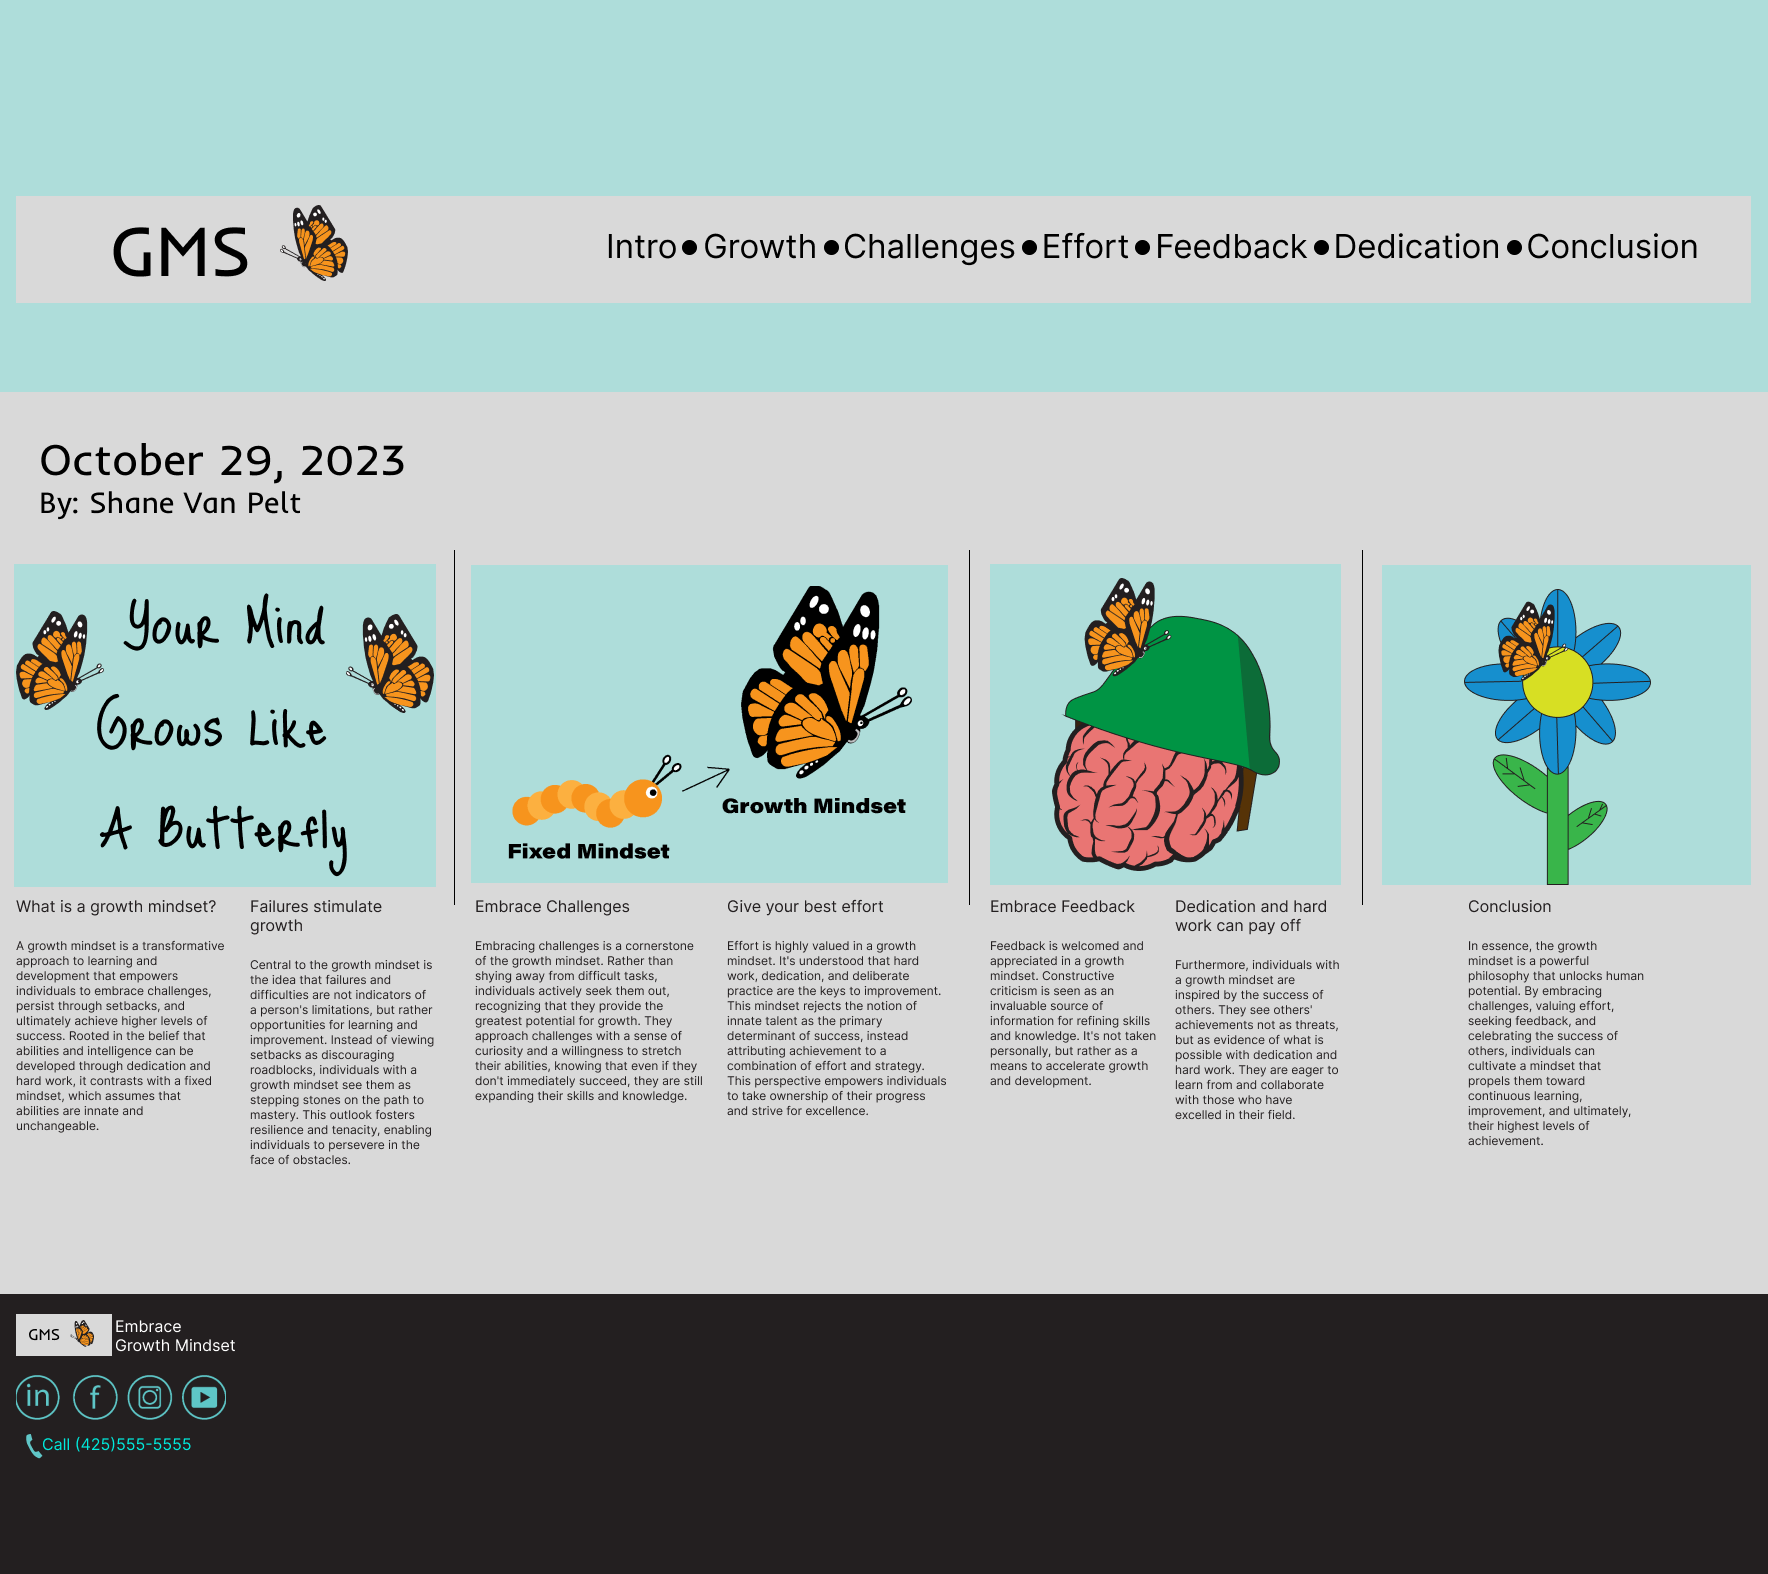 GMS
Intro●Growth●Challenges●Effort●Feedback●Dedication●Conclusion
October 29, 2023
By: Shane Van Pelt
Your Mind
Grows Like
A Butterfly
What is a growth mindset?
A growth mindset is a transformative
approach to learning and
development that empowers
individuals to embrace challenges,
persist through setbacks, and
ultimately achieve higher levels of
success. Rooted in the belief that
abilities and intelligence can be
developed through dedication and
hard work, it contrasts with a fixed
mindset, which assumes that
abilities are innate and
unchangeable.
Failures stimulate
growth
Central to the growth mindset is
the idea that failures and
difficulties are not indicators of
a person's limitations, but rather
opportunities for learning and
improvement. Instead of viewing
setbacks as discouraging
roadblocks, individuals with a
growth mindset see them as
stepping stones on the path to
mastery. This outlook fosters
resilience and tenacity, enabling
individuals to persevere in the
face of obstacles.
Growth Mindset
Fixed Mindset
Embrace Challenges
Embracing challenges is a cornerstone
of the growth mindset. Rather than
shying away from difficult tasks,
individuals actively seek them out,
recognizing that they provide the
greatest potential for growth. They
approach challenges with a sense of
curiosity and a willingness to stretch
their abilities, knowing that even if they
don't immediately succeed, they are still
expanding their skills and knowledge.
Give your best effort
Effort is highly valued in a growth
mindset. It's understood that hard
work, dedication, and deliberate
practice are the keys to improvement.
This mindset rejects the notion of
innate talent as the primary
determinant of success, instead
attributing achievement to a
combination of effort and strategy.
This perspective empowers individuals
to take ownership of their progress
and strive for excellence.
Embrace Feedback
Feedback is welcomed and
appreciated in a growth
mindset. Constructive
criticism is seen as an
invaluable source of
information for refining skills
and knowledge. It's not taken
personally, but rather as a
means to accelerate growth
and development.
Dedication and hard
work can pay off
Furthermore, individuals with
a growth mindset are
inspired by the success of
others. They see others'
achievements not as threats,
but as evidence of what is
possible with dedication and
hard work. They are eager to
learn from and collaborate
with those who have
excelled in their field.
Conclusion
In essence, the growth
mindset is a powerful
philosophy that unlocks human
potential. By embracing
challenges, valuing effort,
seeking feedback, and
celebrating the success of
others, individuals can
cultivate a mindset that
propels them toward
continuous learning,
improvement, and ultimately,
their highest levels of
achievement.
GMS
Embrace
Growth Mindset
in f
Call (425)555-5555